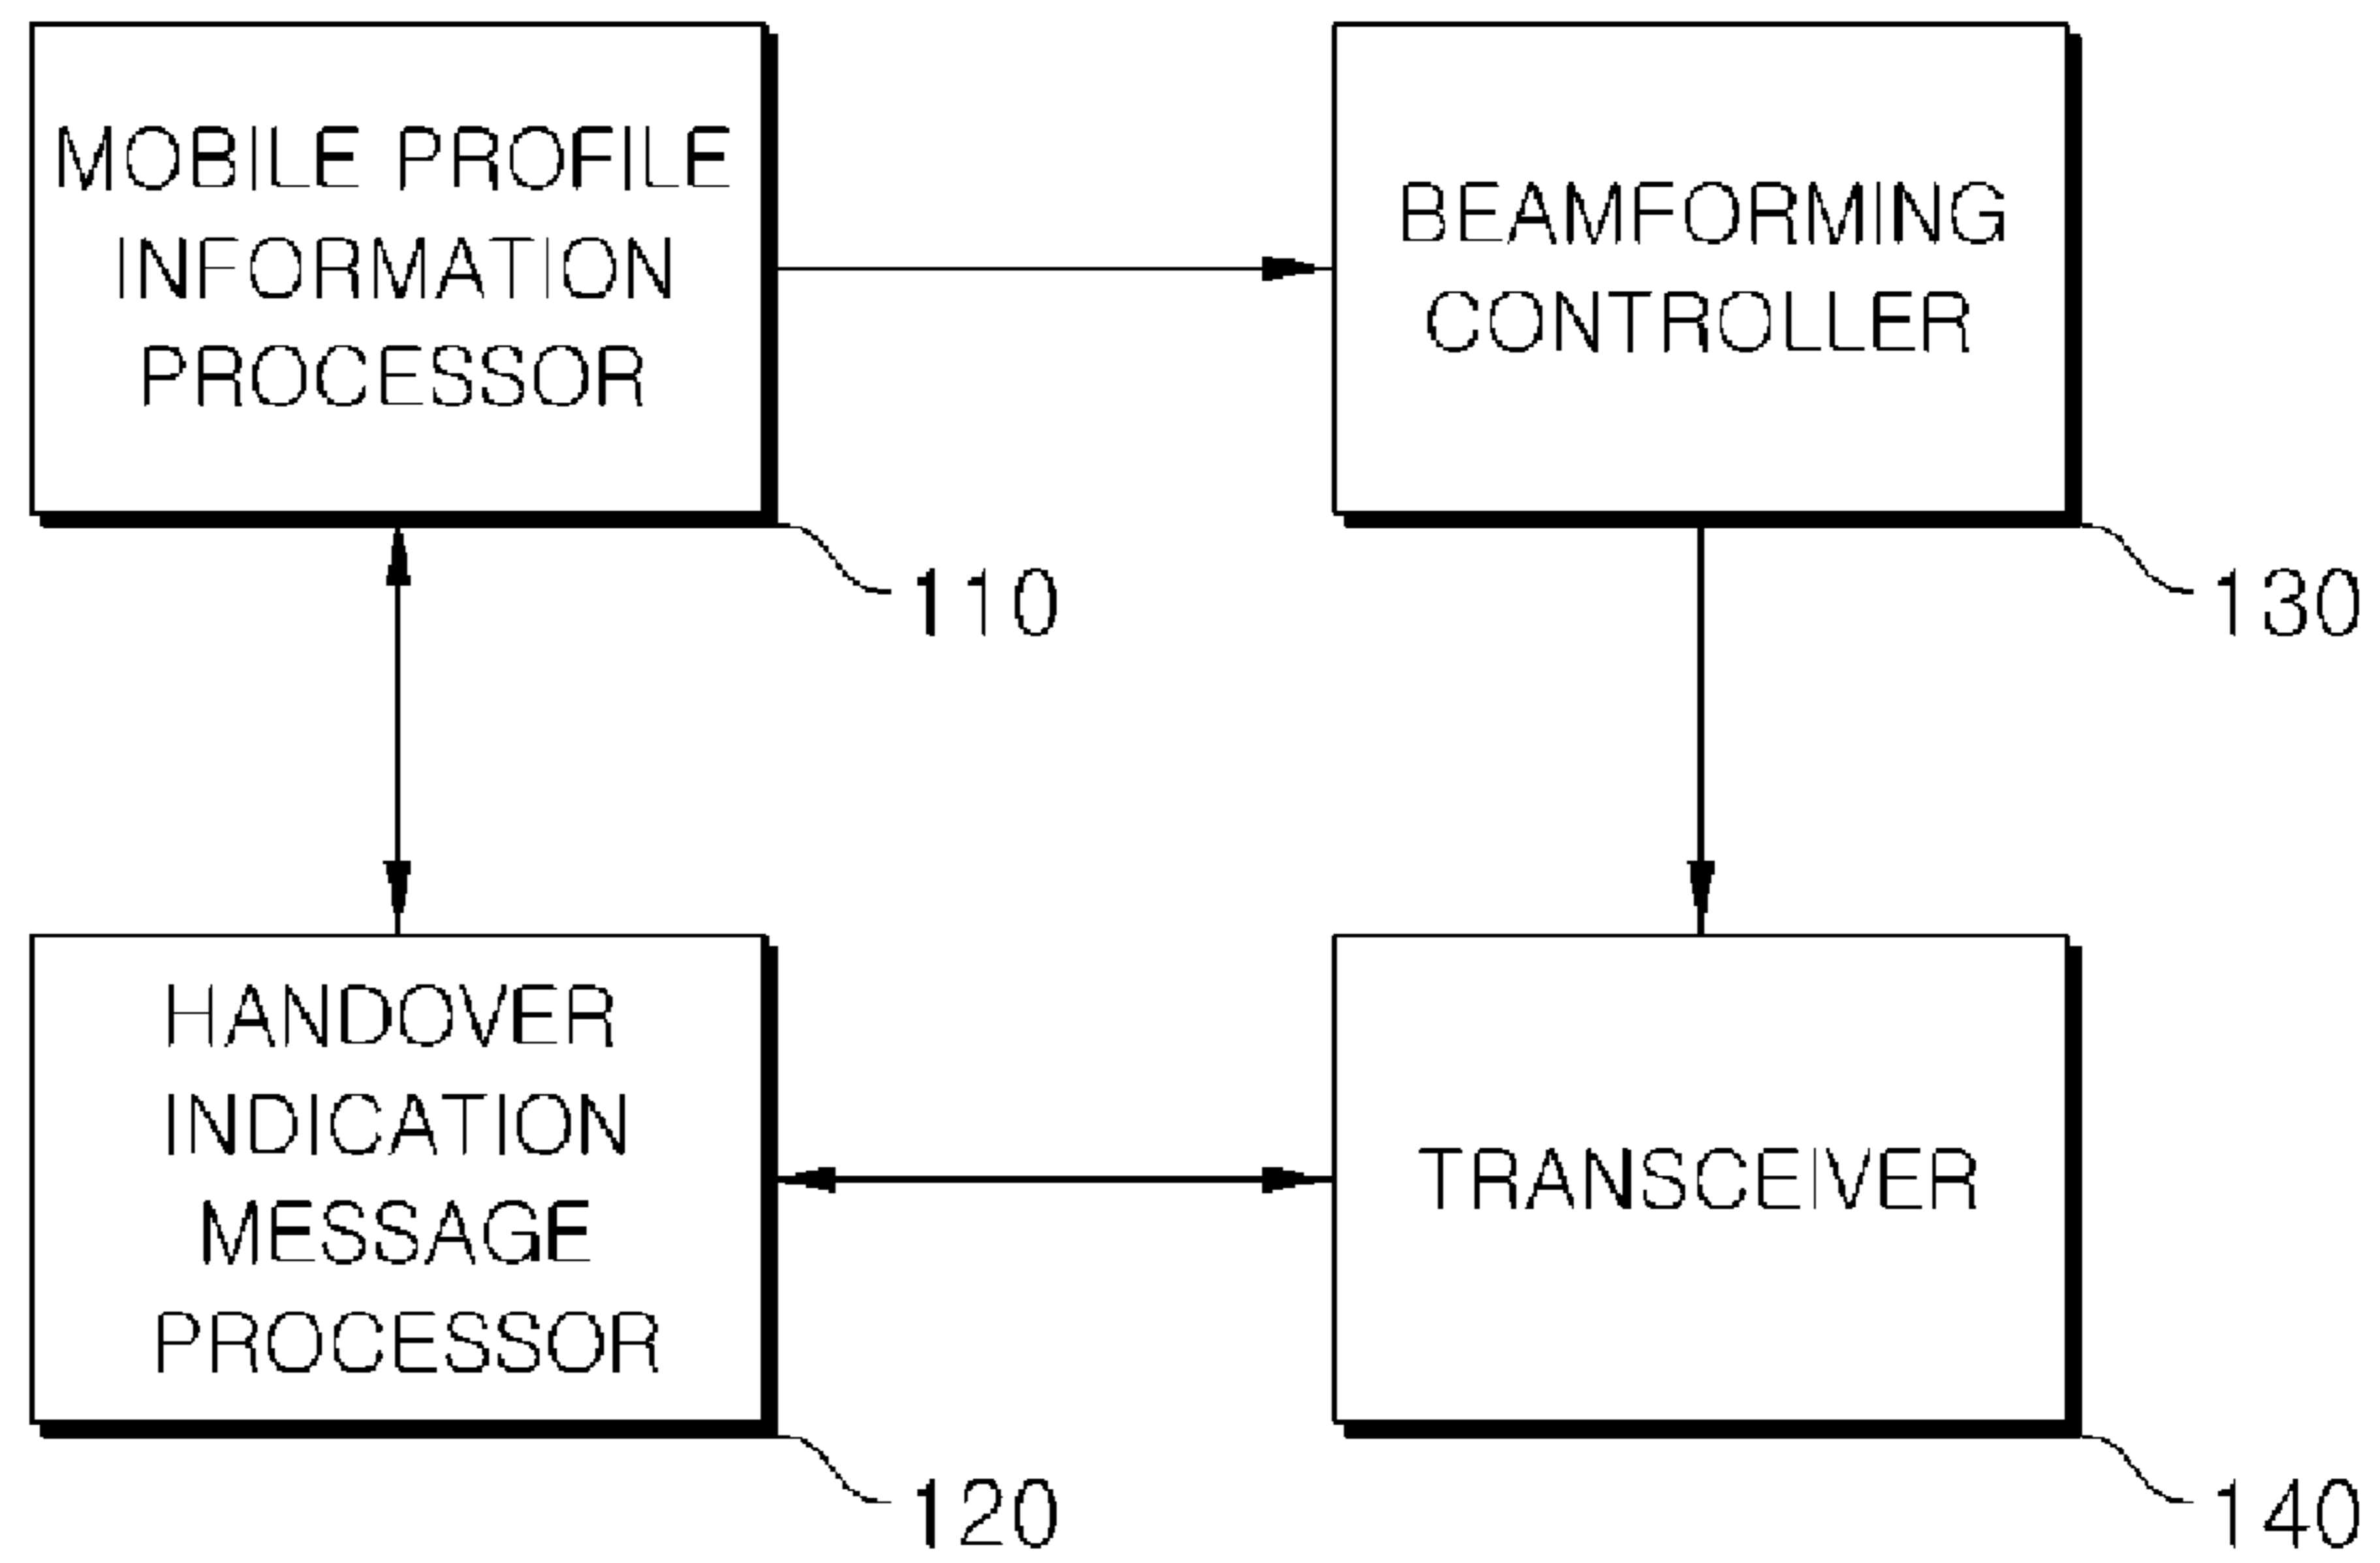 MOBILE PROFILE
INFORMATION
PROCESSOR
110
BEAMFORMING
CONTROLLER
130
HANDOVER
INDICATION
MESSAGE
PROCESSOR
120
TRANSCEIVER
140